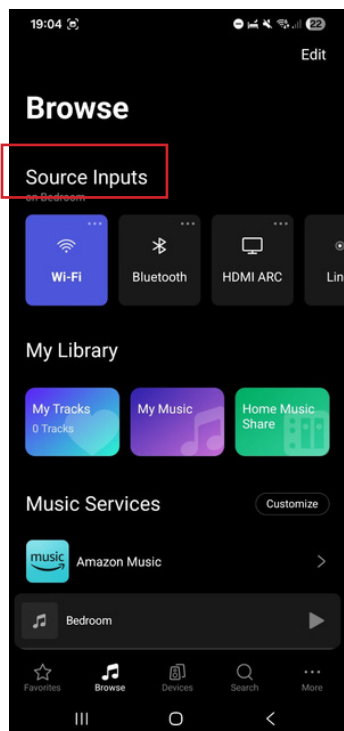 19:04
22
Edit
Browse
Source Inputs
on Bedroom
Wi-Fi
Bluetooth
HDMI ARC
Lin
My Library
My Tracks
0 Tracks
My Music
Home Music
Share
Music Services
Customize
music
Amazon Music
Bedroom
Favorites
Browse
Devices
Search
More